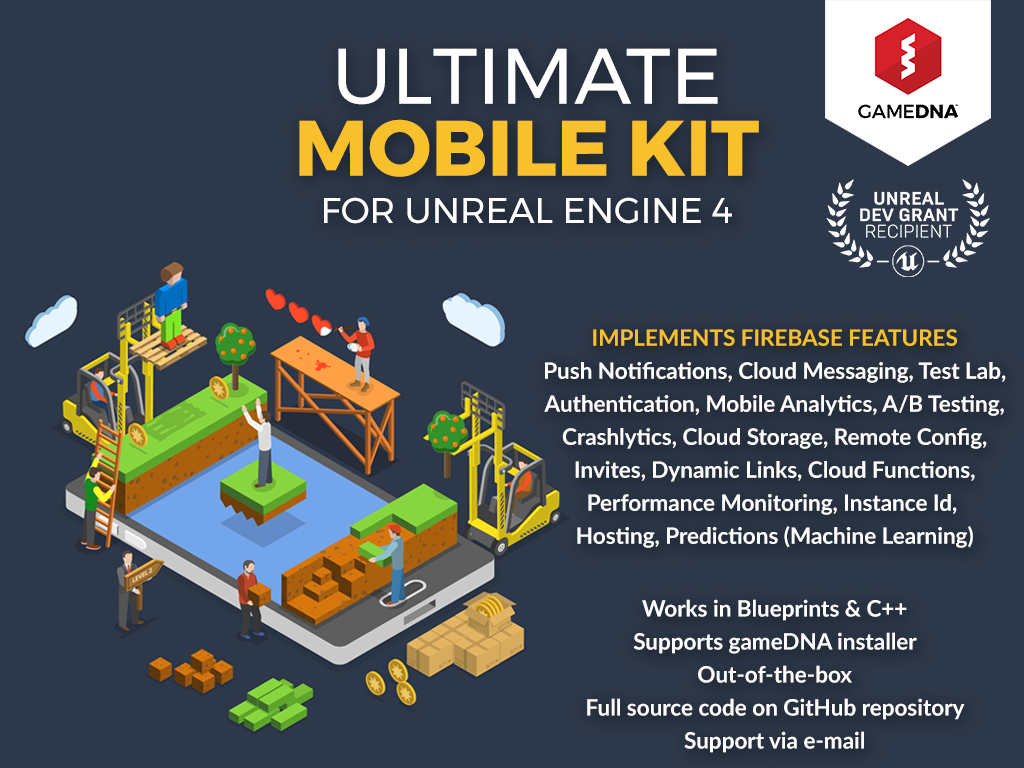 ULTIMATE
MOBILE KIT
FOR UNREAL ENGINE 4
GAMEDNA™
UNREAL
DEV GRANT
RECIPIENT
IMPLEMENTS FIREBASE FEATURES
Push Notifications, Cloud Messaging, Test Lab,
Authentication, Mobile Analytics, A/B Testing,
Crashlytics, Cloud Storage, Remote Config,
Invites, Dynamic Links, Cloud Functions,
Performance Monitoring, Instance Id,
Hosting, Predictions (Machine Learning)
Works in Blueprints & C++
Supports gameDNA installer
Out-of-the-box
Full source code on GitHub repository
Support via e-mail
LEVEL 2